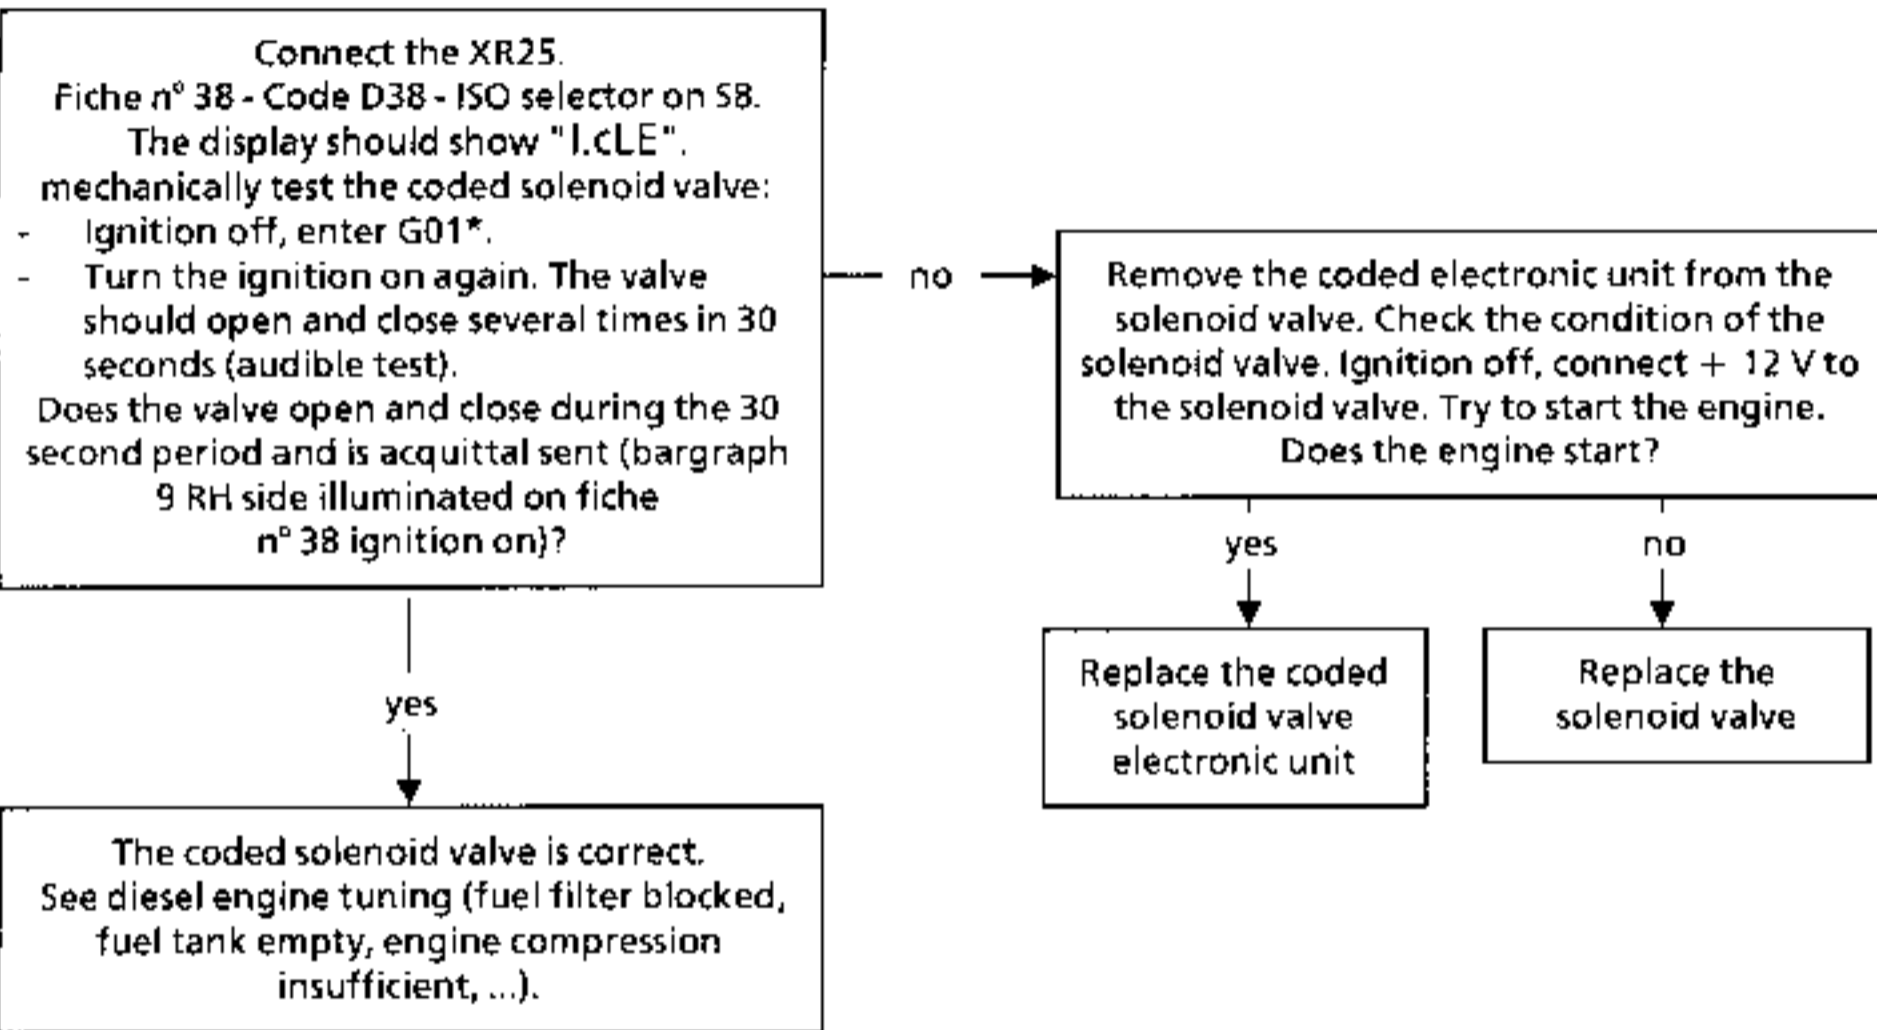 Connect the XR25.
Fiche n° 38 - Code D38 - ISO selector on S8.
The display should show "I.cLE".
mechanically test the coded solenoid valve:
- Ignition off, enter G01*.
- Turn the ignition on again. The valve
should open and close several times in 30
seconds (audible test).
Does the valve open and close during the 30
second period and is acquittal sent (bargraph
9 RH side illuminated on fiche
n° 38 ignition on)?
no
Remove the coded electronic unit from the
solenoid valve. Check the condition of the
solenoid valve. Ignition off, connect + 12 V to
the solenoid valve. Try to start the engine.
Does the engine start?
yes
no
Replace the coded
solenoid valve
electronic unit
Replace the
solenoid valve
yes
The coded solenoid valve is correct.
See diesel engine tuning (fuel filter blocked,
fuel tank empty, engine compression
insufficient, ...).